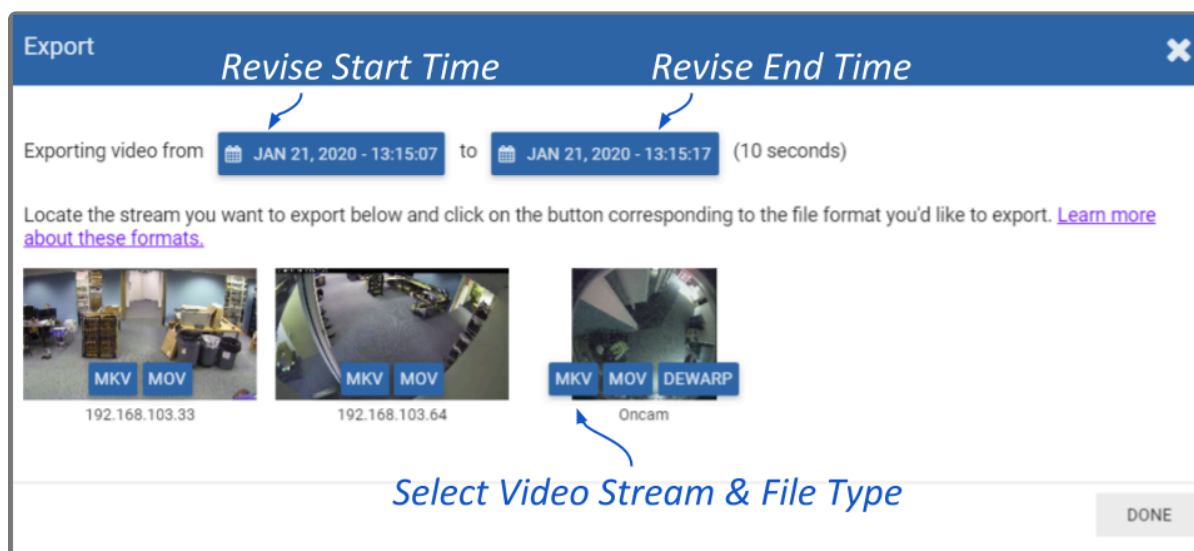 Export
Revise Start Time
Revise End Time
Exporting video from
JAN 21, 2020 - 13:15:07
to
JAN 21, 2020 - 13:15:17
(10 seconds)
Locate the stream you want to export below and click on the button corresponding to the file format you'd like to export. Learn more
about these formats.
MKV MOV
MKV MOV
MKV MOV DEWARP
192.168.103.33
192.168.103.64
Oncam
Select Video Stream & File Type
DONE